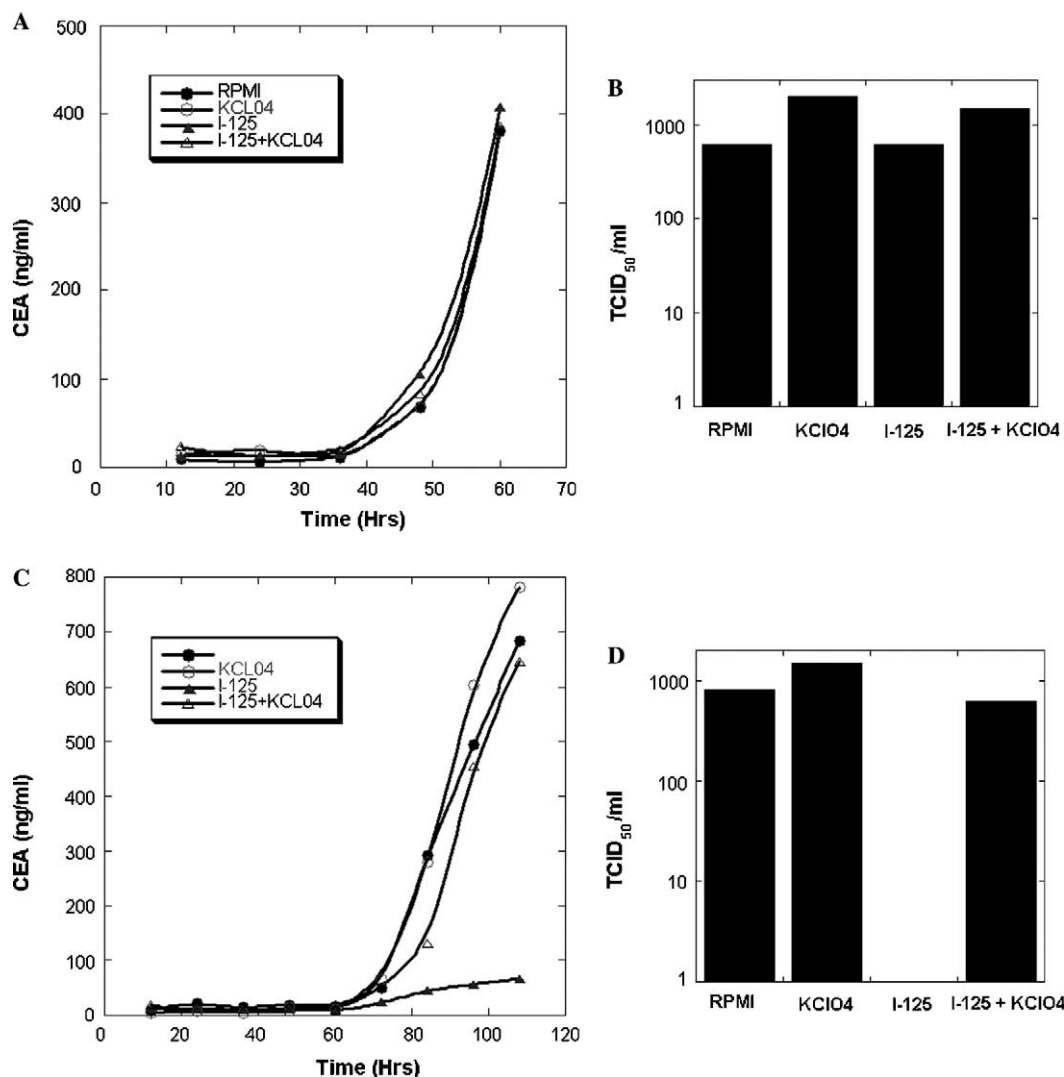 A
500
400
300
200
100
0
CEA (ng/ml)
RPMI
KCL04
I-125
I-125+KCL04
0 10 20 30 40 50 60 70
Time (Hrs)
B
1000
100
10
1
TCID50/ml
RPMI KClO4 I-125 I-125 + KClO4
C
800
700
600
500
400
300
200
100
0
CEA (ng/ml)
KCL04
I-125
I-125+KCL04
0 20 40 60 80 100 120
Time (Hrs)
D
1000
100
10
1
TCID50/ml
RPMI KClO4 I-125 I-125 + KClO4